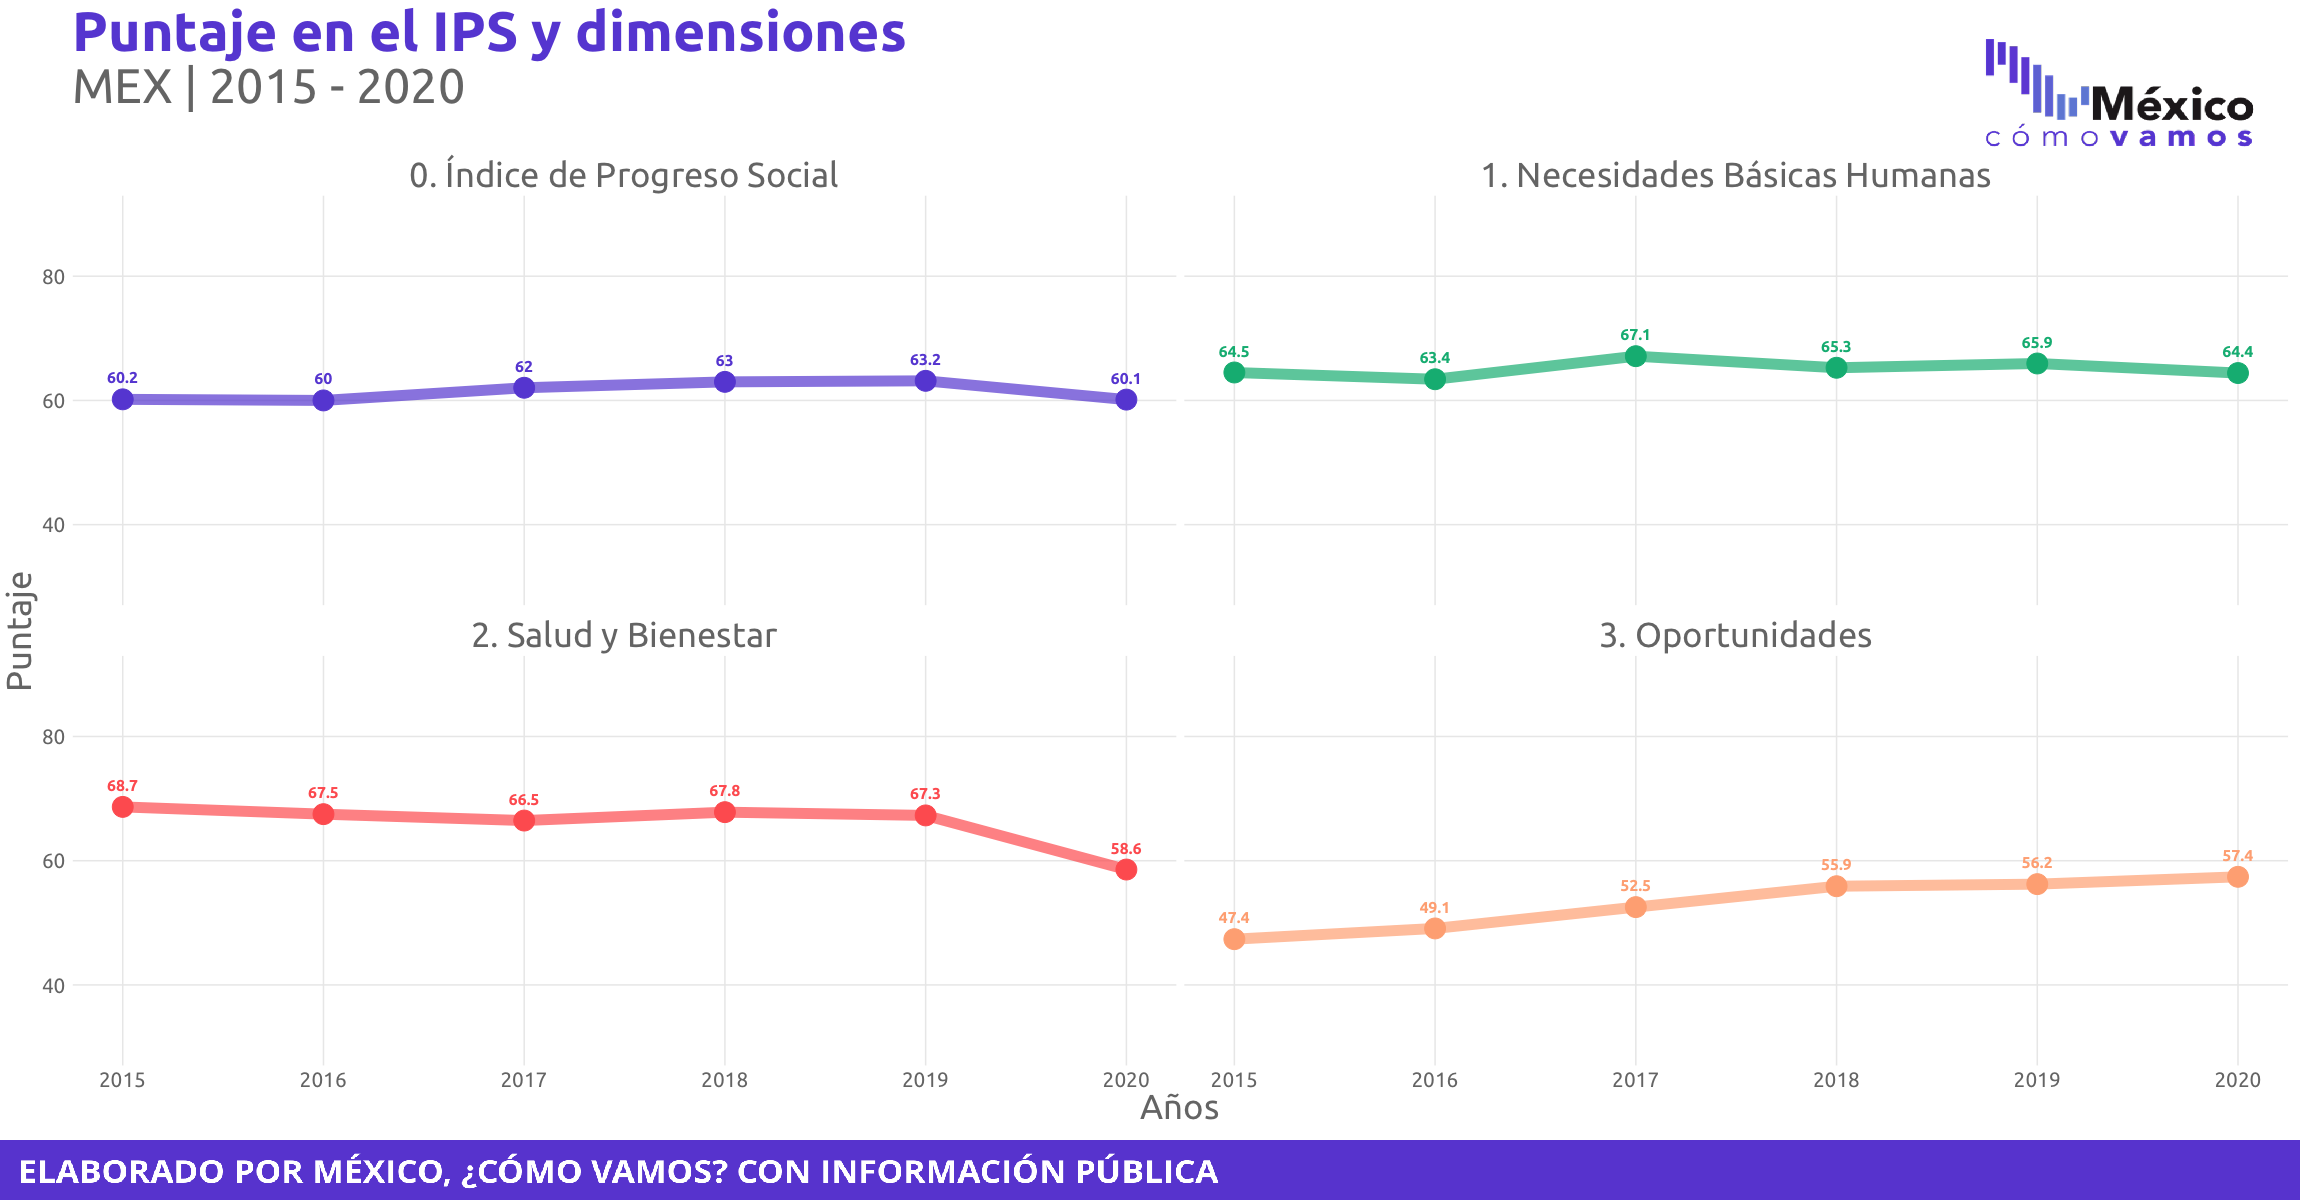 Puntaje en el IPS y dimensiones
MEX | 2015 - 2020
México
cómo vamos
0. Índice de Progreso Social
80
60
40
60.2
60
62
63
63.2
60.1
1. Necesidades Básicas Humanas
64.5
63.4
67.1
65.3
65.9
64.4
Puntaje
2. Salud y Bienestar
80
60
40
68.7
67.5
66.5
67.8
67.3
58.6
2015 2016 2017 2018 2019 2020
3. Oportunidades
47.4
49.1
52.5
55.9
56.2
57.4
2015 2016 2017 2018 2019 2020
Años
ELABORADO POR MÉXICO, ¿CÓMO VAMOS? CON INFORMACIÓN PÚBLICA